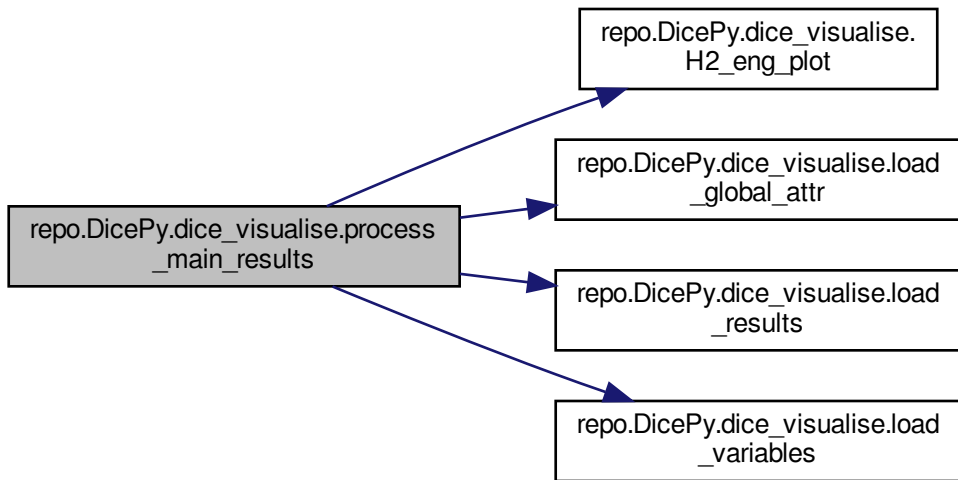 repo.DicePy.dice_visualise.
H2_eng_plot
repo.DicePy.dice_visualise.load
_global_attr
repo.DicePy.dice_visualise.process
_main_results
repo.DicePy.dice_visualise.load
_results
repo.DicePy.dice_visualise.load
_variables